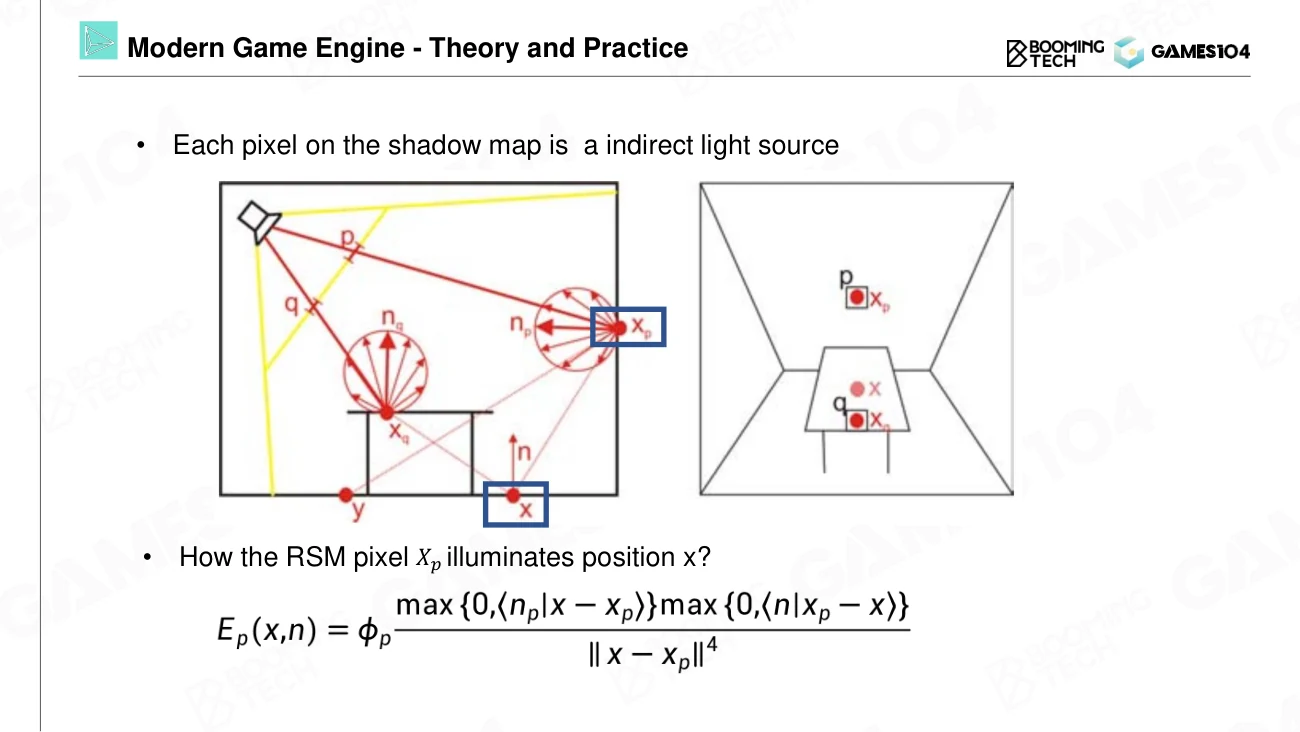 Modern Game Engine - Theory and Practice
BOOMING
TECH
GAMES104
• Each pixel on the shadow map is a indirect light source
p
q
n_q
n_p
x_p
x_q
n
y
x
p
x_p
x
q
x_q
• How the RSM pixel X_p illuminates position x?
E_p(x,n) = ϕ_p \frac{max {0,⟨n_p|x − x_p⟩}max {0,⟨n|x_p − x⟩}}{‖ x − x_p‖^4}